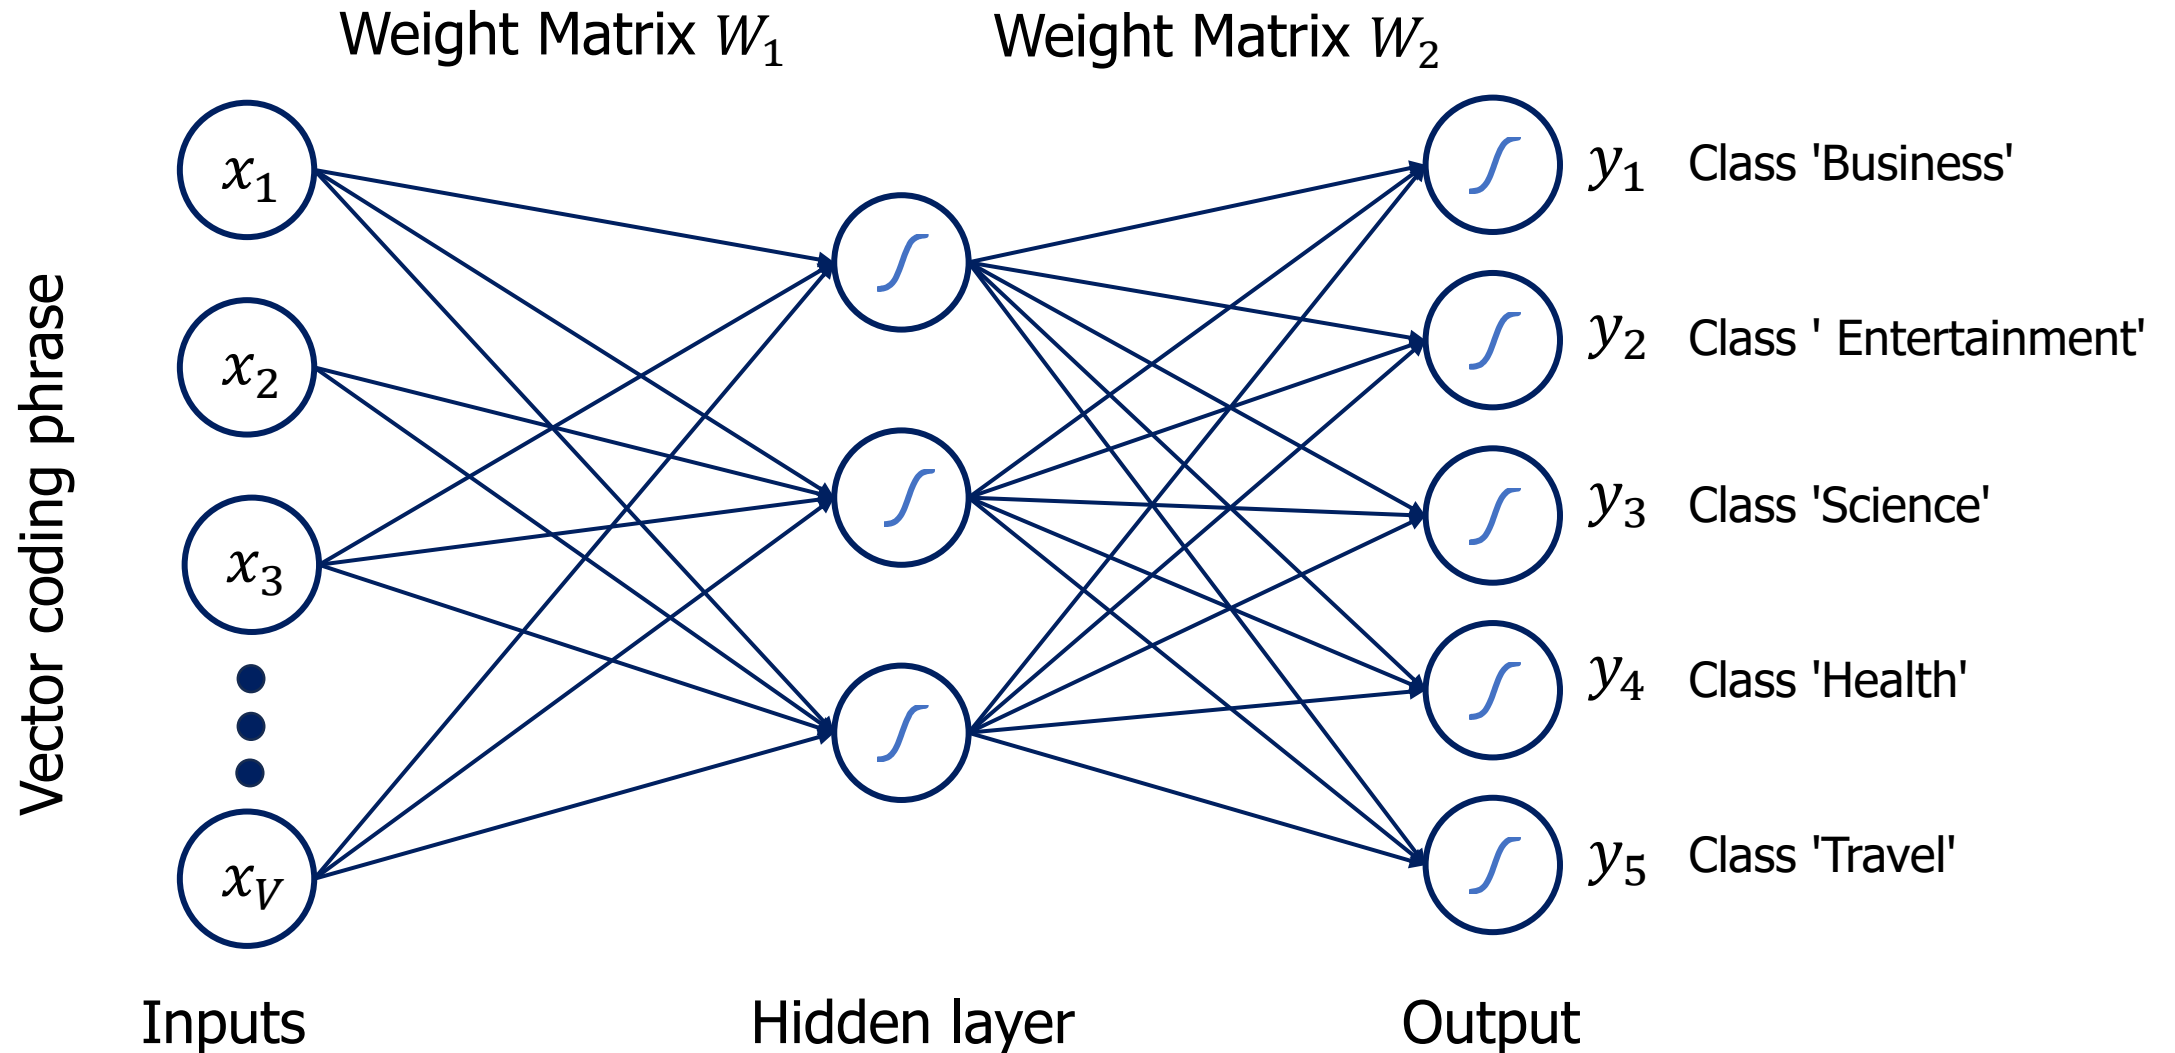 Weight Matrix W₁
Weight Matrix W₂
Vector coding phrase
x₁
x₂
x₃
x_V
y₁ Class 'Business'
y₂ Class ' Entertainment'
y₃ Class 'Science'
y₄ Class 'Health'
y₅ Class 'Travel'
Inputs
Hidden layer
Output